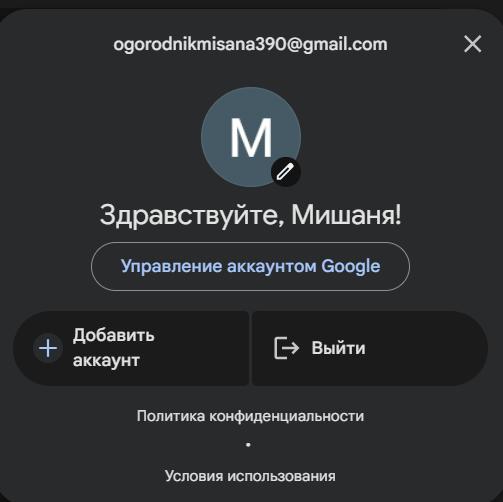 ogorodnikmisana390@gmail.com
M
Здравствуйте, Мишаня!
Управление аккаунтом Google
Добавить
аккаунт
Выйти
Политика конфиденциальности
•
Условия использования